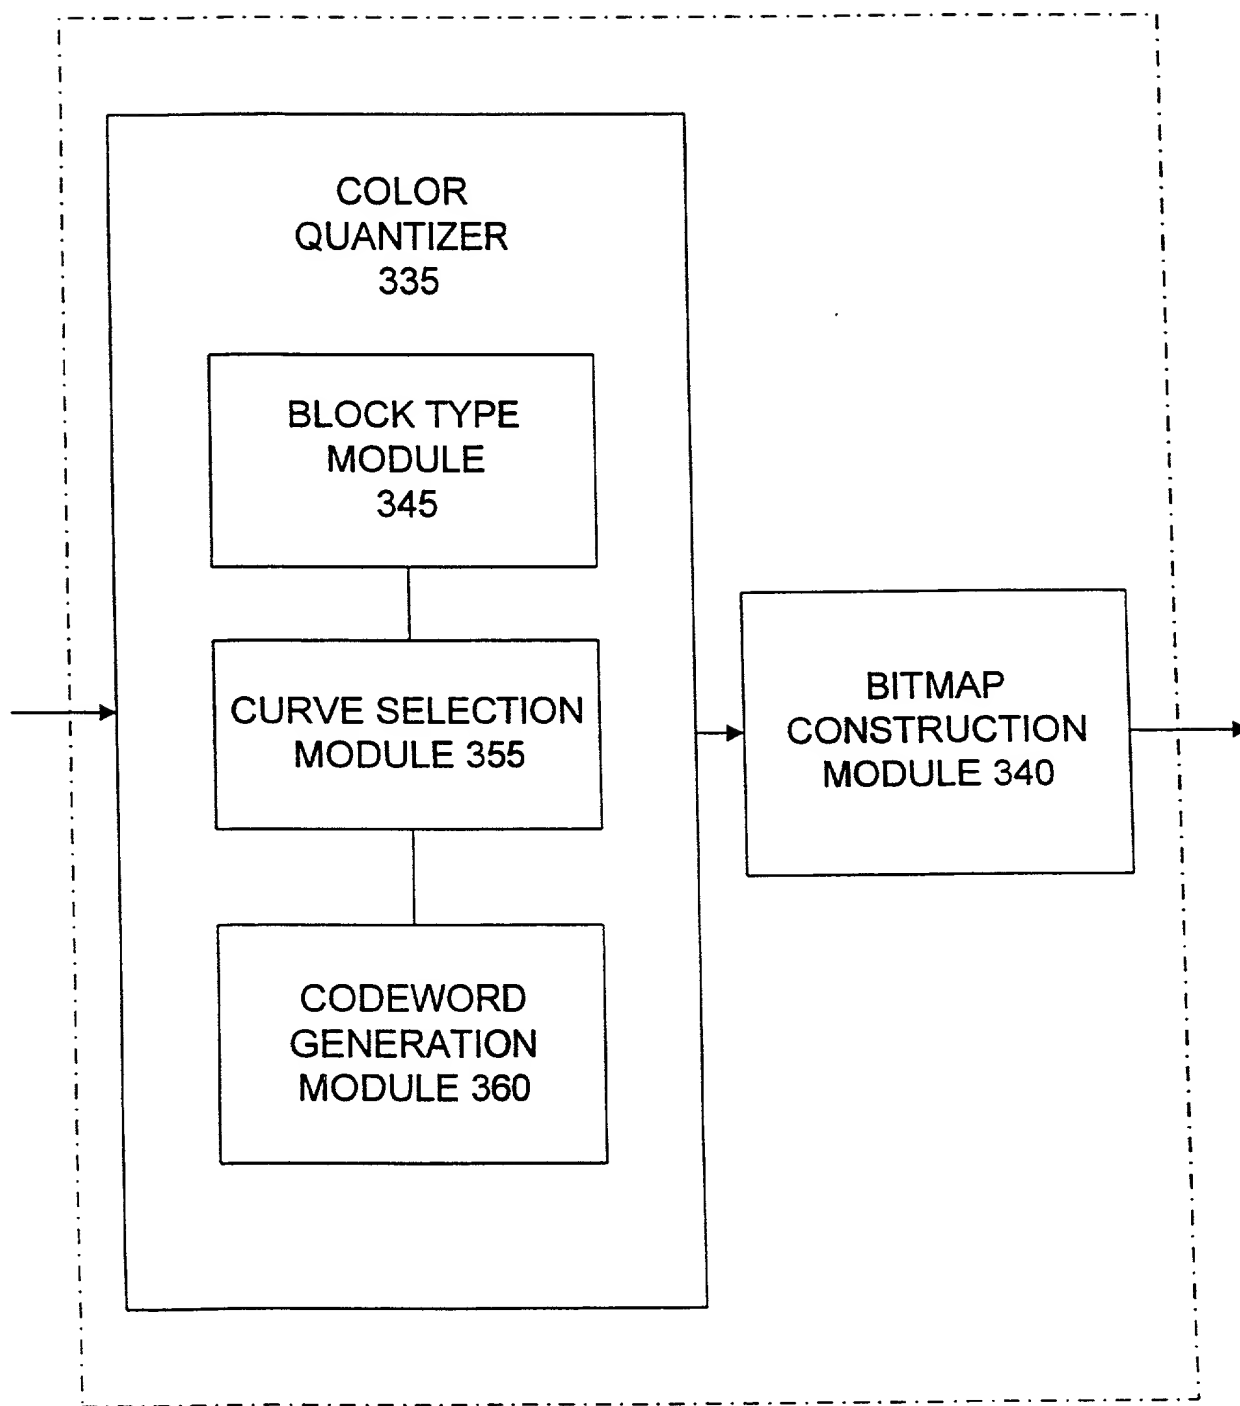 COLOR
QUANTIZER
335
BLOCK TYPE
MODULE
345
CURVE SELECTION
MODULE 355
BITMAP
CONSTRUCTION
MODULE 340
CODEWORD
GENERATION
MODULE 360